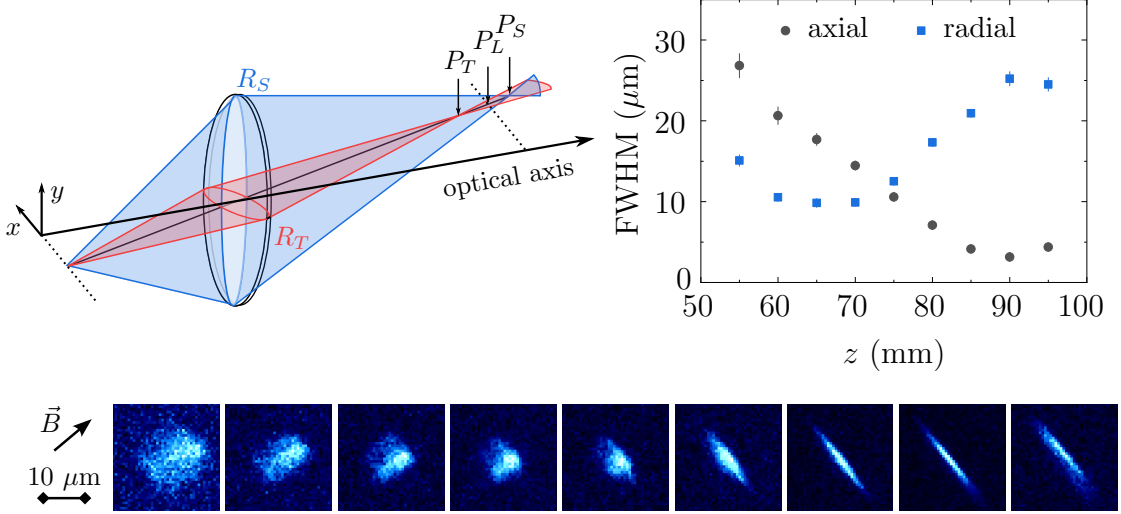 P_S
P_L
P_T
R_S
y
x
optical axis
R_T
axial
radial
FWHM (μm)
30
20
10
0
50
60
70
80
90
100
z (mm)
B⃗
10 μm